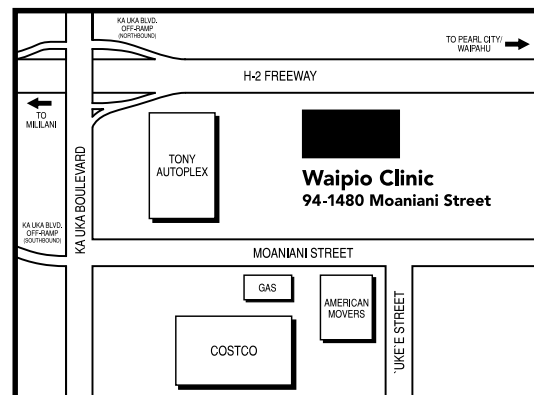 KA UKA BLVD.
OFF-RAMP
(NORTHBOUND)
TO PEARL CITY/
WAIPAHU
H-2 FREEWAY
TO
MILILANI
TONY
AUTOPLEX
Waipio Clinic
94-1480 Moaniani Street
KA UKA BOULEVARD
KA UKA BLVD.
OFF-RAMP
(SOUTHBOUND)
MOANIANI STREET
GAS
AMERICAN
MOVERS
`UKE`E STREET
COSTCO